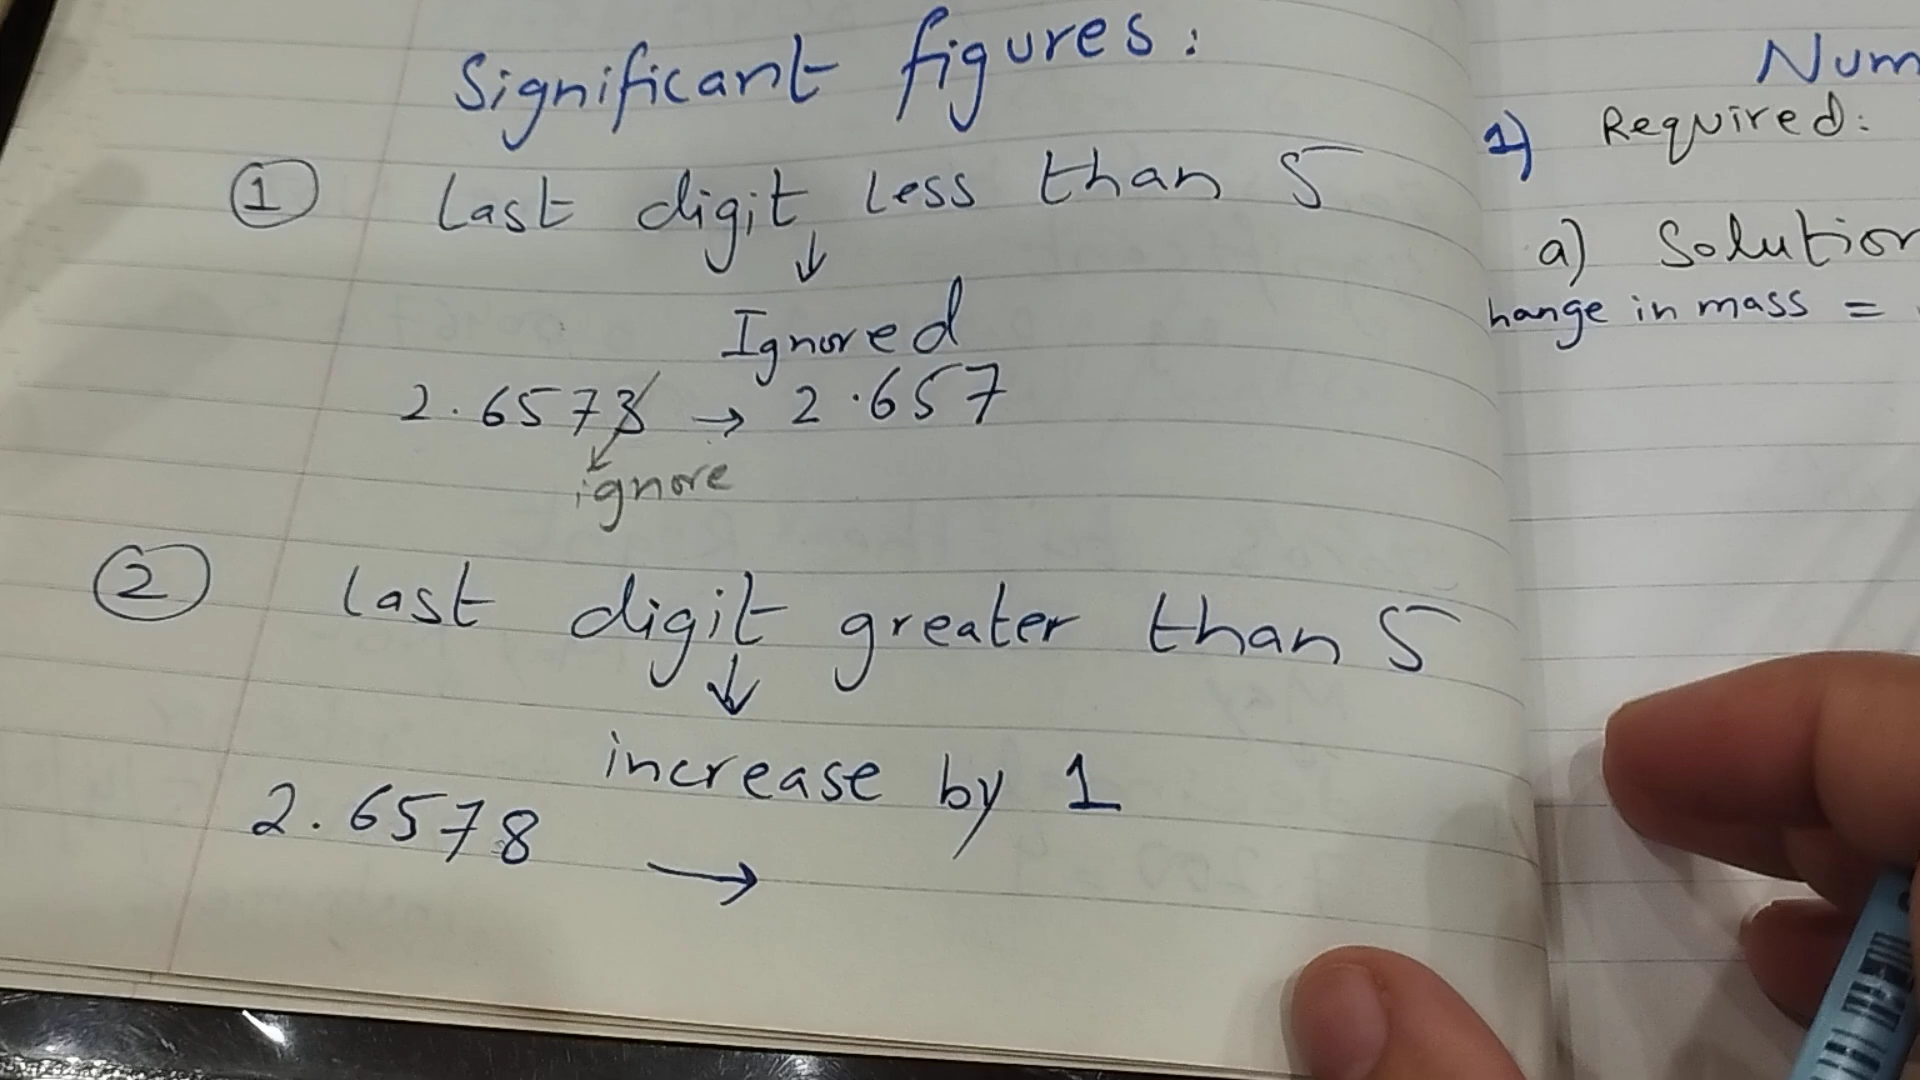 Significant figures:
① Last digit less than 5
↓
Ignored
2.6573 → 2.657
ignore
② Last digit greater than 5
↓
increase by 1
2.6578 →
Num
1) Required:
a) Solution
hange in mass =